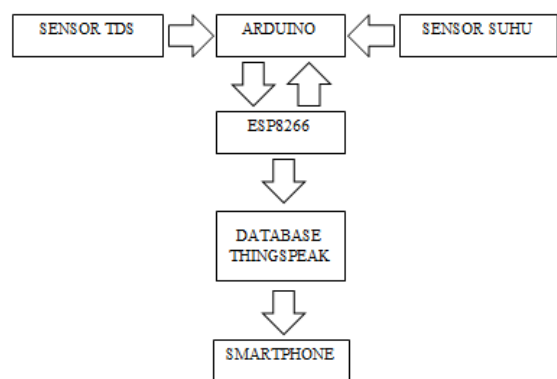 SENSOR TDS
ARDUINO
SENSOR SUHU
ESP8266
DATABASE
THINGSPEAK
SMARTPHONE